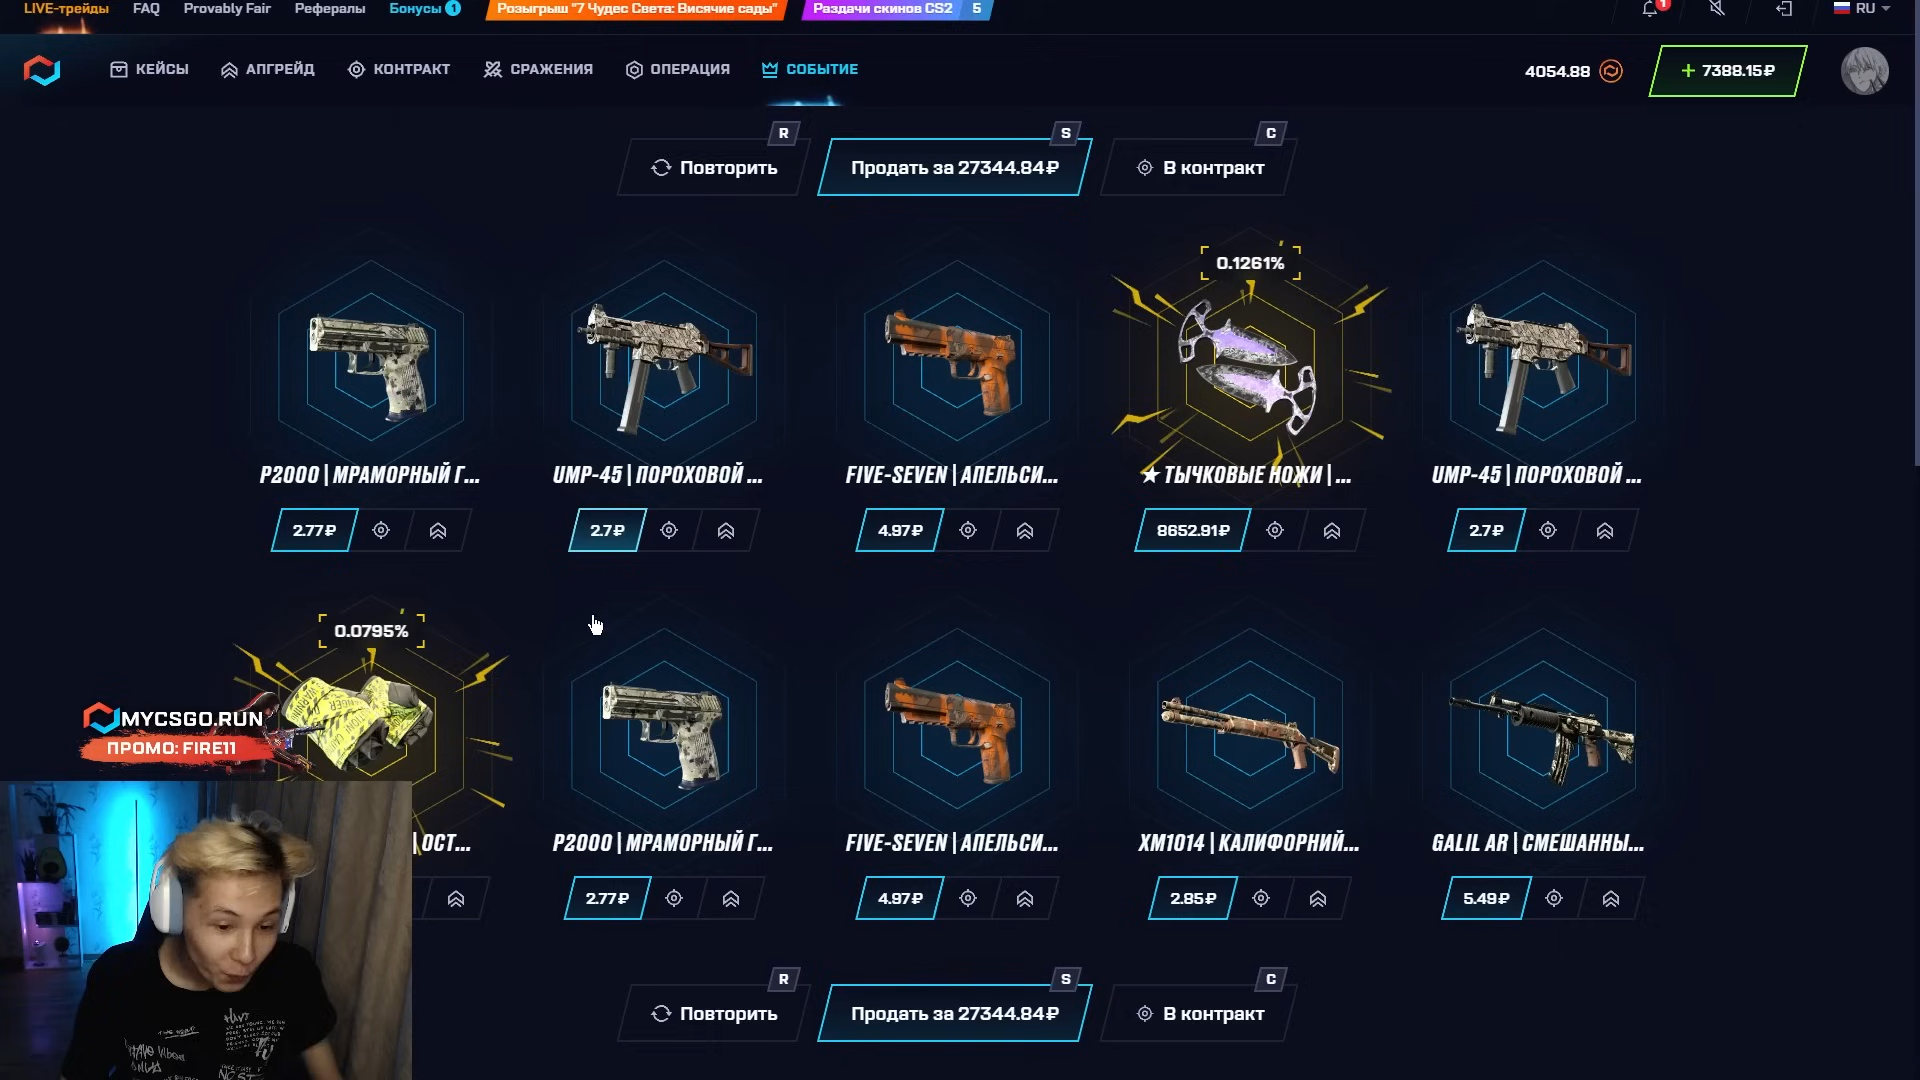 LIVE-трейды FAQ Provably Fair Рефералы Бонусы 1 Розыгрыш "7 Чудес Света: Висячие сады" Раздачи скинов CS2 5 1 RU
КЕЙСЫ АПГРЕЙД КОНТРАКТ СРАЖЕНИЯ ОПЕРАЦИЯ СОБЫТИЕ 4054.88 + 7388.15₽
R S C
Повторить Продать за 27344.84₽ В контракт
0.1261%
P2000 | МРАМОРНЫЙ Г... UMP-45 | ПОРОХОВОЙ ... FIVE-SEVEN | АПЕЛЬСИ... ★ ТЫЧКОВЫЕ НОЖИ | ... UMP-45 | ПОРОХОВОЙ ...
2.77₽ 2.7₽ 4.97₽ 8652.91₽ 2.7₽
0.0795%
MYCSGO.RUN
ПРОМО: FIRE11
| ОСТ... P2000 | МРАМОРНЫЙ Г... FIVE-SEVEN | АПЕЛЬСИ... XM1014 | КАЛИФОРНИЙ... GALIL AR | СМЕШАННЫ...
2.77₽ 4.97₽ 2.85₽ 5.49₽
R S C
Повторить Продать за 27344.84₽ В контракт